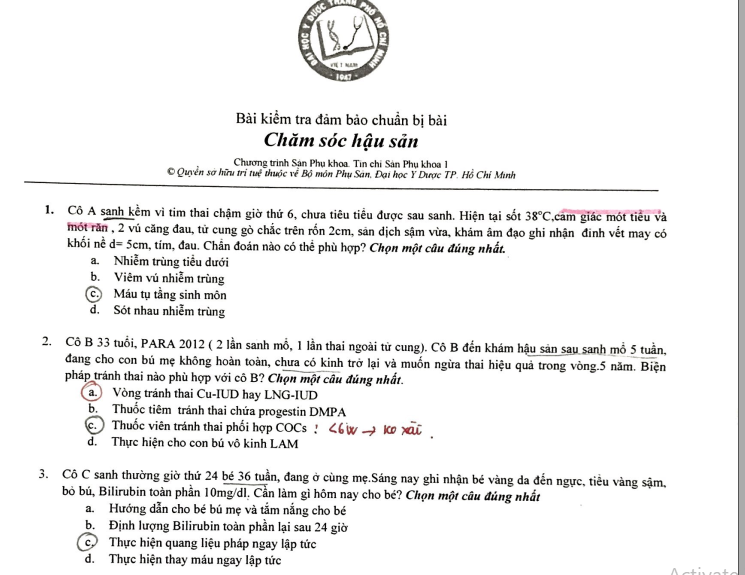 ĐẠI HỌC Y DƯỢC THÀNH PHỐ HỒ CHÍ MINH
VIỆT NAM
1947
Bài kiểm tra đảm bảo chuẩn bị bài
Chăm sóc hậu sản
Chương trình Sản Phụ khoa. Tín chỉ Sản Phụ khoa 1
© Quyền sở hữu trí tuệ thuộc về Bộ môn Phụ Sản, Đại học Y Dược TP. Hồ Chí Minh
1. Cô A sanh kềm vì tim thai chậm giờ thứ 6, chưa tiêu tiểu được sau sanh. Hiện tại sốt 38°C,cảm giác mót tiểu và
mót rặn , 2 vú căng đau, tử cung gò chắc trên rốn 2cm, sản dịch sậm vừa, khám âm đạo ghi nhận đỉnh vết may có
khối nề d= 5cm, tím, đau. Chẩn đoán nào có thể phù hợp? Chọn một câu đúng nhất.
a. Nhiễm trùng tiểu dưới
b. Viêm vú nhiễm trùng
c. Máu tụ tầng sinh môn
d. Sót nhau nhiễm trùng
2. Cô B 33 tuổi, PARA 2012 ( 2 lần sanh mổ, 1 lần thai ngoài tử cung). Cô B đến khám hậu sản sau sanh mổ 5 tuần,
đang cho con bú mẹ không hoàn toàn, chưa có kinh trở lại và muốn ngừa thai hiệu quả trong vòng.5 năm. Biện
pháp tránh thai nào phù hợp với cô B? Chọn một câu đúng nhất.
a. Vòng tránh thai Cu-IUD hay LNG-IUD
b. Thuốc tiêm tránh thai chứa progestin DMPA
c. Thuốc viên tránh thai phối hợp COCs ! <6W → KO xài
d. Thực hiện cho con bú vô kinh LAM
3. Cô C sanh thường giờ thứ 24 bé 36 tuần, đang ở cùng mẹ.Sáng nay ghi nhận bé vàng da đến ngực, tiểu vàng sậm,
bỏ bú, Bilirubin toàn phần 10mg/dl. Cần làm gì hôm nay cho bé? Chọn một câu đúng nhất
a. Hướng dẫn cho bé bú mẹ và tắm nắng cho bé
b. Định lượng Bilirubin toàn phần lại sau 24 giờ
c. Thực hiện quang liệu pháp ngay lập tức
d. Thực hiện thay máu ngay lập tức